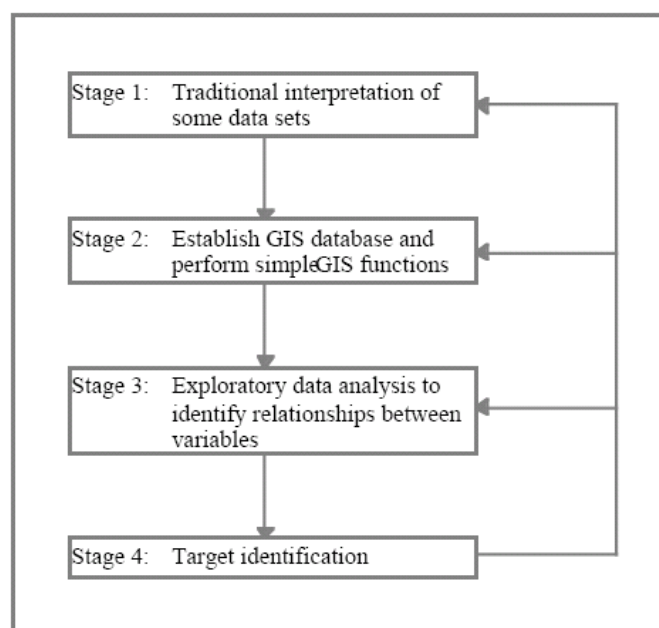 Stage 1: Traditional interpretation of
some data sets
Stage 2: Establish GIS database and
perform simpleGIS functions
Stage 3: Exploratory data analysis to
identify relationships between
variables
Stage 4: Target identification